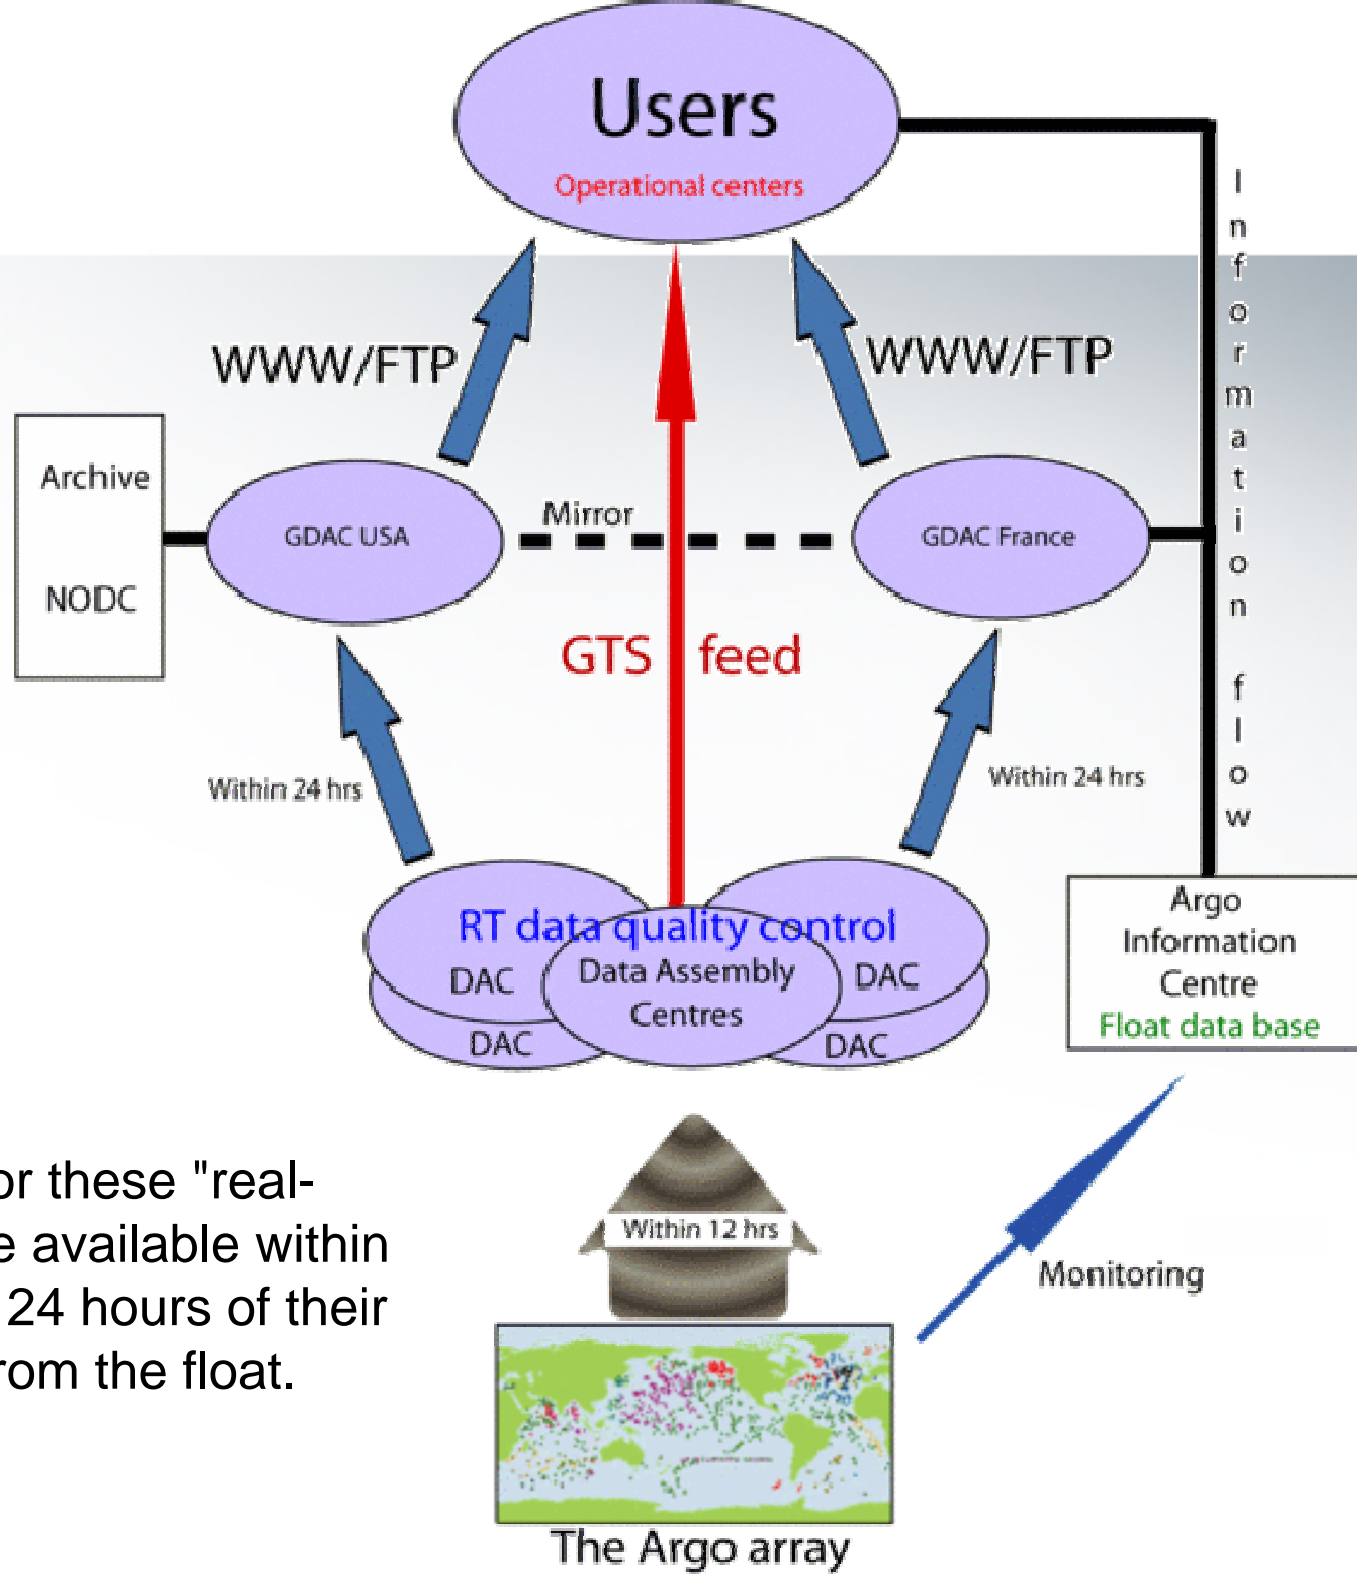 Users
Operational centers
Information flow
WWW/FTP
WWW/FTP
Archive
NODC
GDAC USA
Mirror
GDAC France
GTS feed
Within 24 hrs
Within 24 hrs
RT data quality control
DAC
Data Assembly
Centres
DAC
DAC
DAC
Argo
Information
Centre
Float data base
or these "real-
e available within
24 hours of their
rom the float.
Within 12 hrs
Monitoring
The Argo array